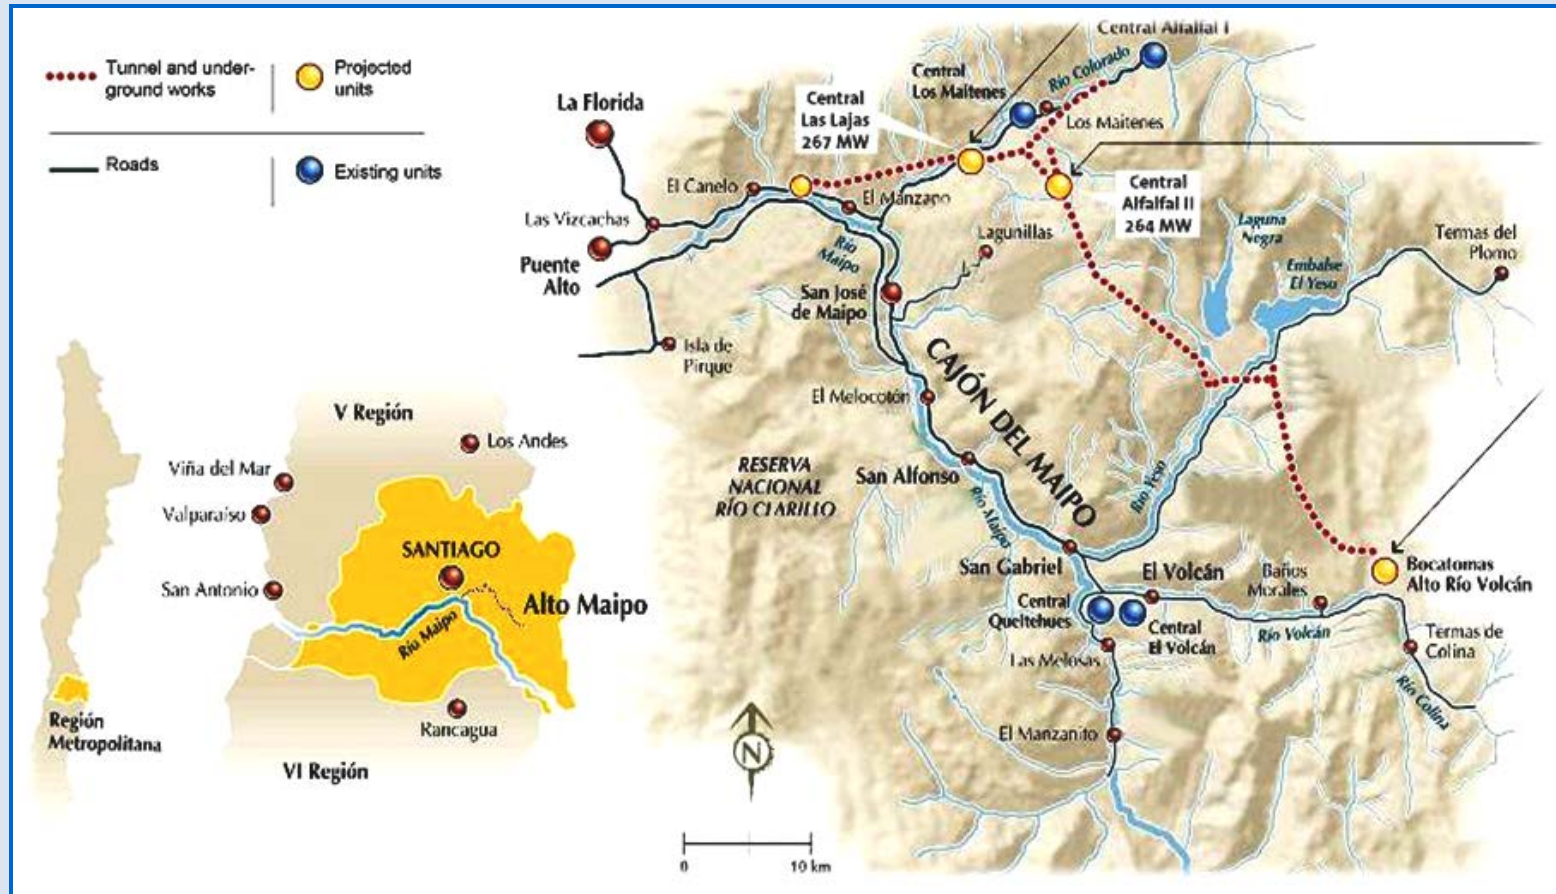 Tunnel and under-
ground works
Projected
units
Roads
Existing units
Central Alfalfal I
Río Colorado
Central
Los Maitenes
Los Maitenes
Central
Las Lajas
267 MW
La Florida
El Canelo
El Manzano
Las Vizcachas
Puente
Alto
Río
Maipo
Lagunillas
Central
Alfalfal II
264 MW
Laguna
Negra
Embalse
El Yeso
Termas del
Plomo
San José
de Maipo
Isla de
Pirque
El Melocotón
CAJÓN DEL MAIPO
RESERVA
NACIONAL
RÍO CLARILLO
San Alfonso
Río Maipo
Río Yeso
San Gabriel
El Volcán
Baños
Morales
Bocatomas
Alto Río Volcán
Central
Queltehues
Central
El Volcán
Río Volcán
Termas de
Colina
Río Colina
Las Melosas
El Manzanito
N
0 10 km
V Región
Los Andes
Viña del Mar
Valparaíso
SANTIAGO
San Antonio
Alto Maipo
Río Maipo
Rancagua
VI Región
Región
Metropolitana